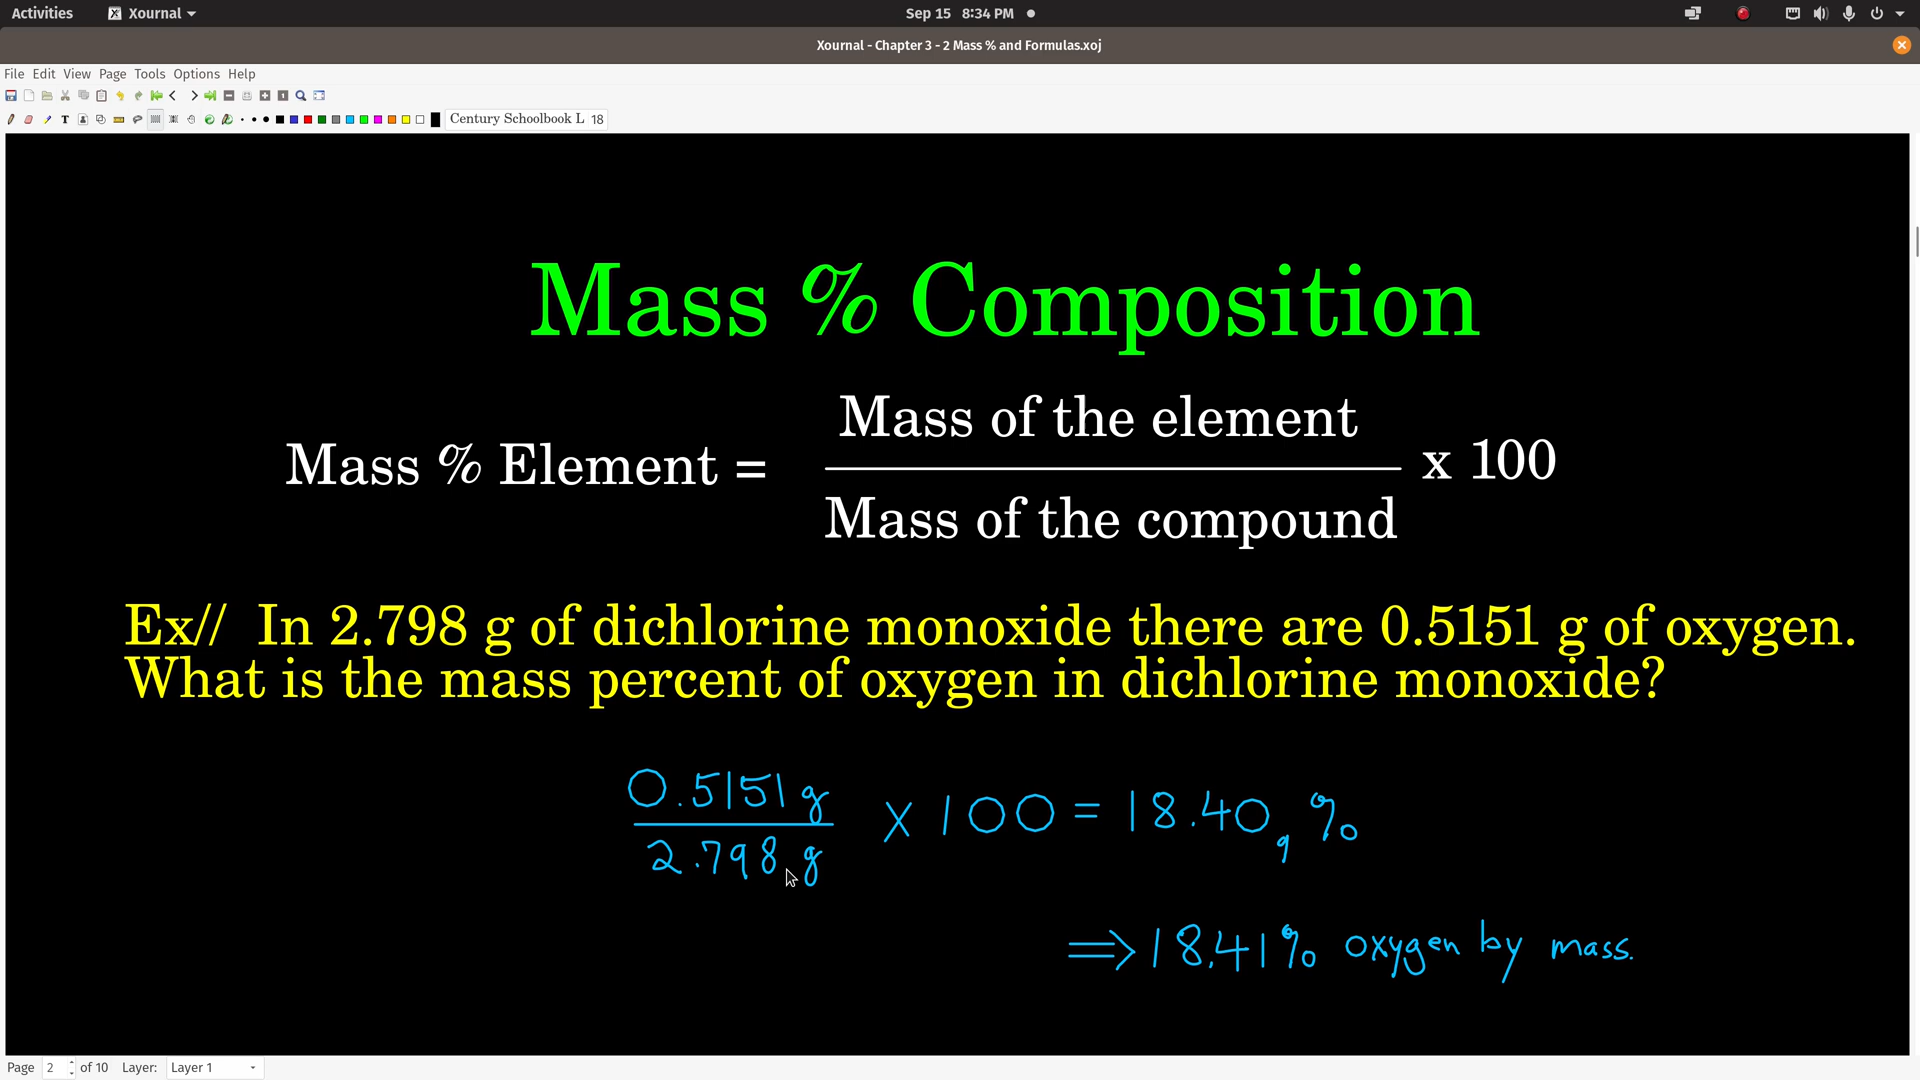 Activities Xournal Sep 15 8:34 PM
Xournal - Chapter 3 - 2 Mass % and Formulas.xoj
File Edit View Page Tools Options Help
Century Schoolbook L 18
Mass % Composition
Mass of the element
Mass % Element = x 100
Mass of the compound
Ex// In 2.798 g of dichlorine monoxide there are 0.5151 g of oxygen.
What is the mass percent of oxygen in dichlorine monoxide?
0.5151 g
x 100 = 18.40₉ %
2.798 g
⇒ 18.41% oxygen by mass.
Page 2 of 10 Layer: Layer 1